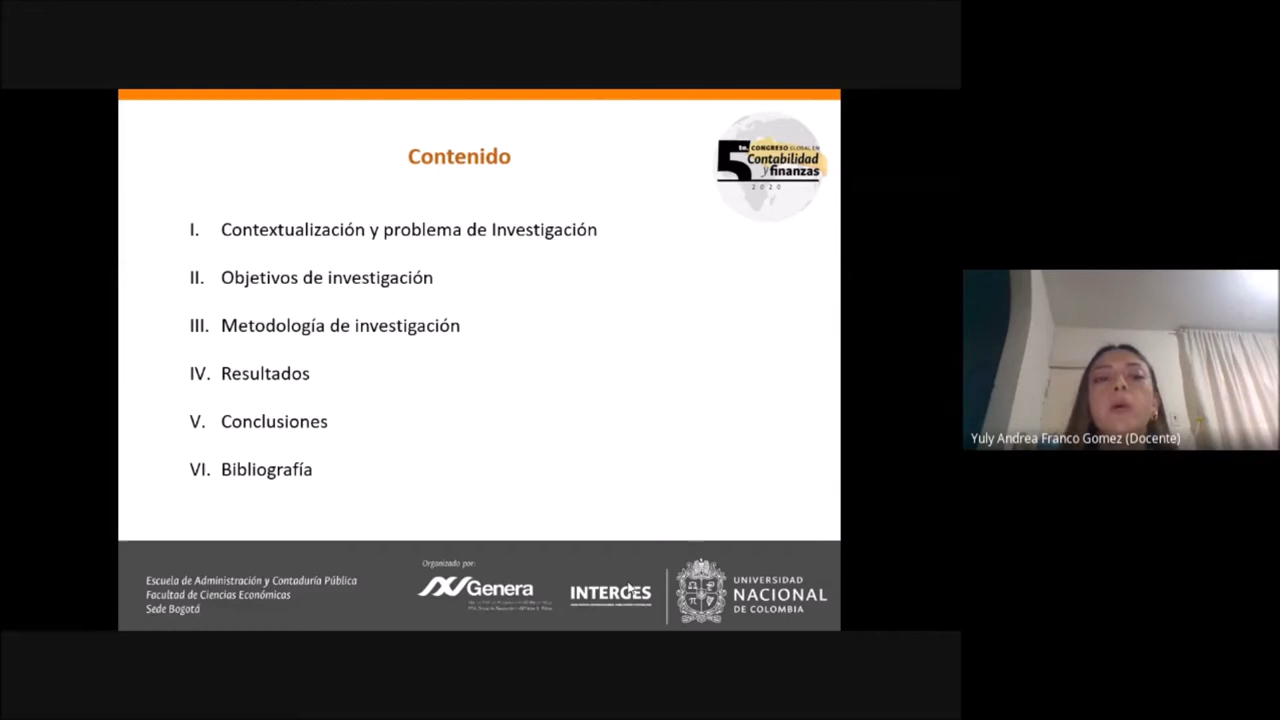 Contenido
5to. CONGRESO GLOBAL EN
Contabilidad
y finanzas
2020
I. Contextualización y problema de Investigación
II. Objetivos de investigación
III. Metodología de investigación
IV. Resultados
V. Conclusiones
VI. Bibliografía
Yuly Andrea Franco Gomez (Docente)
Escuela de Administración y Contaduría Pública
Facultad de Ciencias Económicas
Sede Bogotá
Organizado por:
Genera
INTERGES
UNIVERSIDAD
NACIONAL
DE COLOMBIA